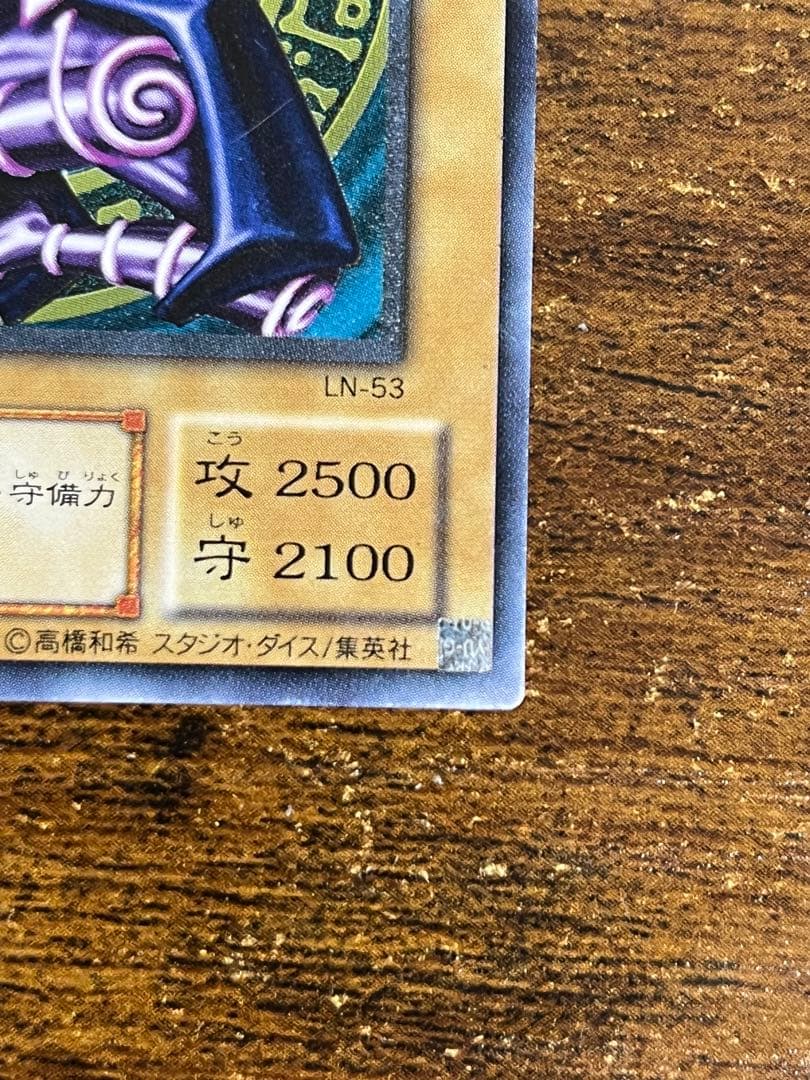 LN-53
こう
攻 2500
しゅ び りょく
守備力
しゅ
守 2100
©高橋和希 スタジオ・ダイス/集英社